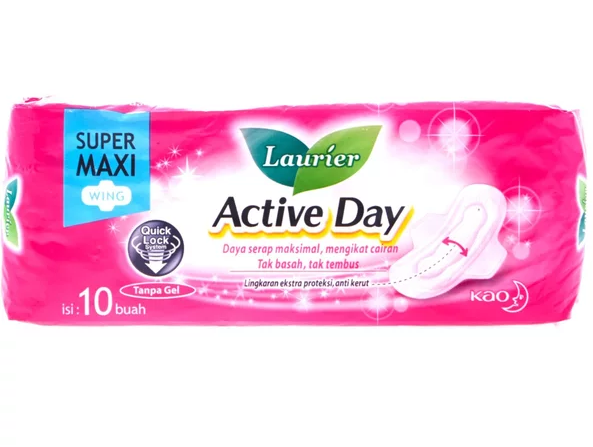 SUPER
MAXI
WING
Laurier
Active Day
Daya serap maksimal, mengikat cairan
Tak basah, tak tembus
Quick
Lock
System
Lingkaran ekstra proteksi, anti kerut
Tanpa Gel
isi : 10 buah
Kao
Laurier